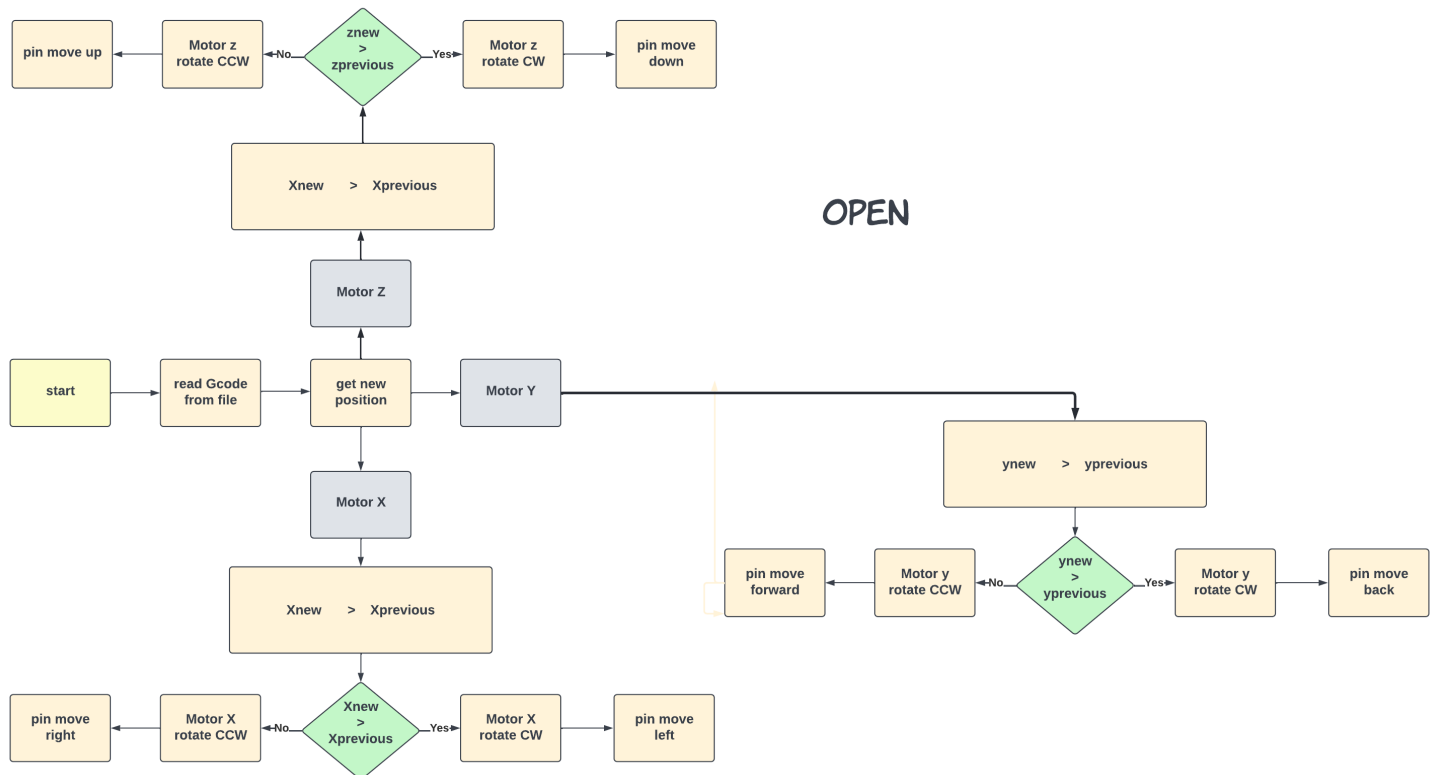 pin move up
Motor z
rotate CCW
No
znew
>
zprevious
Yes
Motor z
rotate CW
pin move
down
Xnew > Xprevious
OPEN
Motor Z
start
read Gcode
from file
get new
position
Motor Y
ynew > yprevious
Motor X
pin move
forward
Motor y
rotate CCW
No
ynew
>
yprevious
Yes
Motor y
rotate CW
pin move
back
Xnew > Xprevious
pin move
right
Motor X
rotate CCW
No
Xnew
>
Xprevious
Yes
Motor X
rotate CW
pin move
left